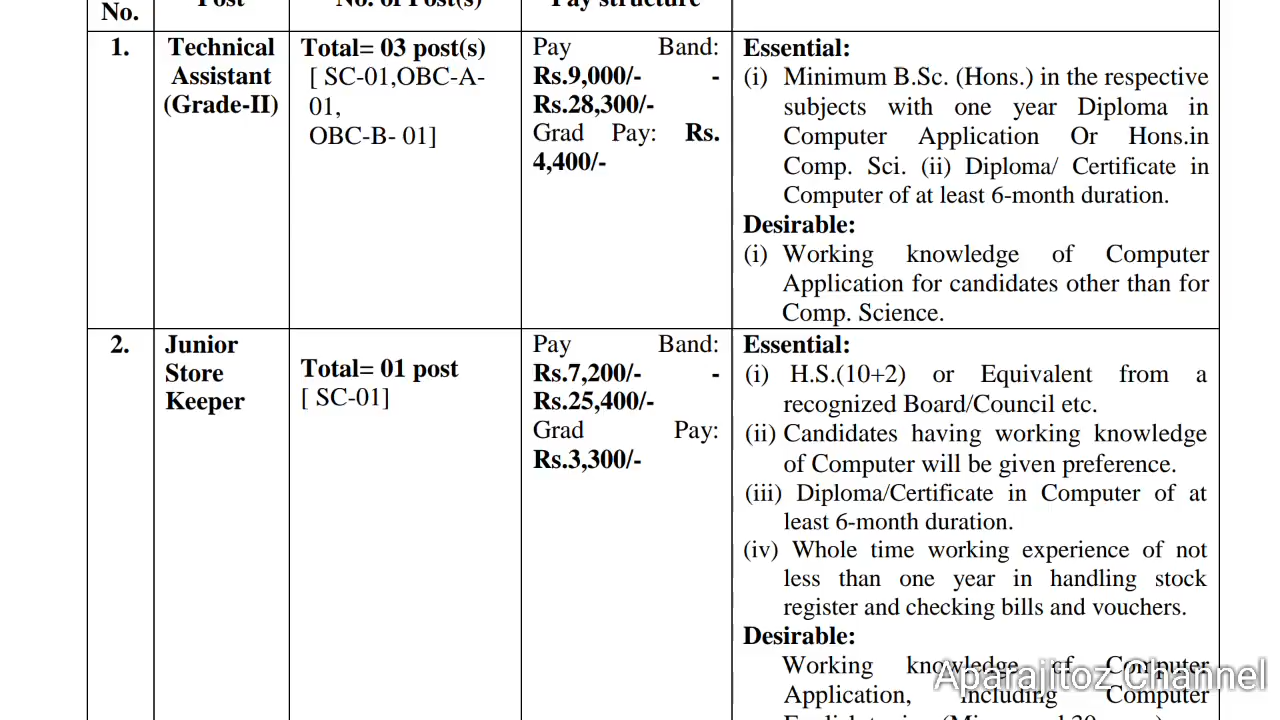 No.
Post
No. of Post(s)
Pay structure
1.
Technical
Assistant
(Grade-II)
Total= 03 post(s)
[ SC-01,OBC-A-
01,
OBC-B- 01]
Pay Band:
Rs.9,000/- -
Rs.28,300/-
Grad Pay: Rs.
4,400/-
Essential:
(i) Minimum B.Sc. (Hons.) in the respective
subjects with one year Diploma in
Computer Application Or Hons.in
Comp. Sci. (ii) Diploma/ Certificate in
Computer of at least 6-month duration.
Desirable:
(i) Working knowledge of Computer
Application for candidates other than for
Comp. Science.
2.
Junior
Store
Keeper
Total= 01 post
[ SC-01]
Pay Band:
Rs.7,200/- -
Rs.25,400/-
Grad Pay:
Rs.3,300/-
Essential:
(i) H.S.(10+2) or Equivalent from a
recognized Board/Council etc.
(ii) Candidates having working knowledge
of Computer will be given preference.
(iii) Diploma/Certificate in Computer of at
least 6-month duration.
(iv) Whole time working experience of not
less than one year in handling stock
register and checking bills and vouchers.
Desirable:
Working knowledge of Computer
Application, including Computer
Aparajitoz Channel